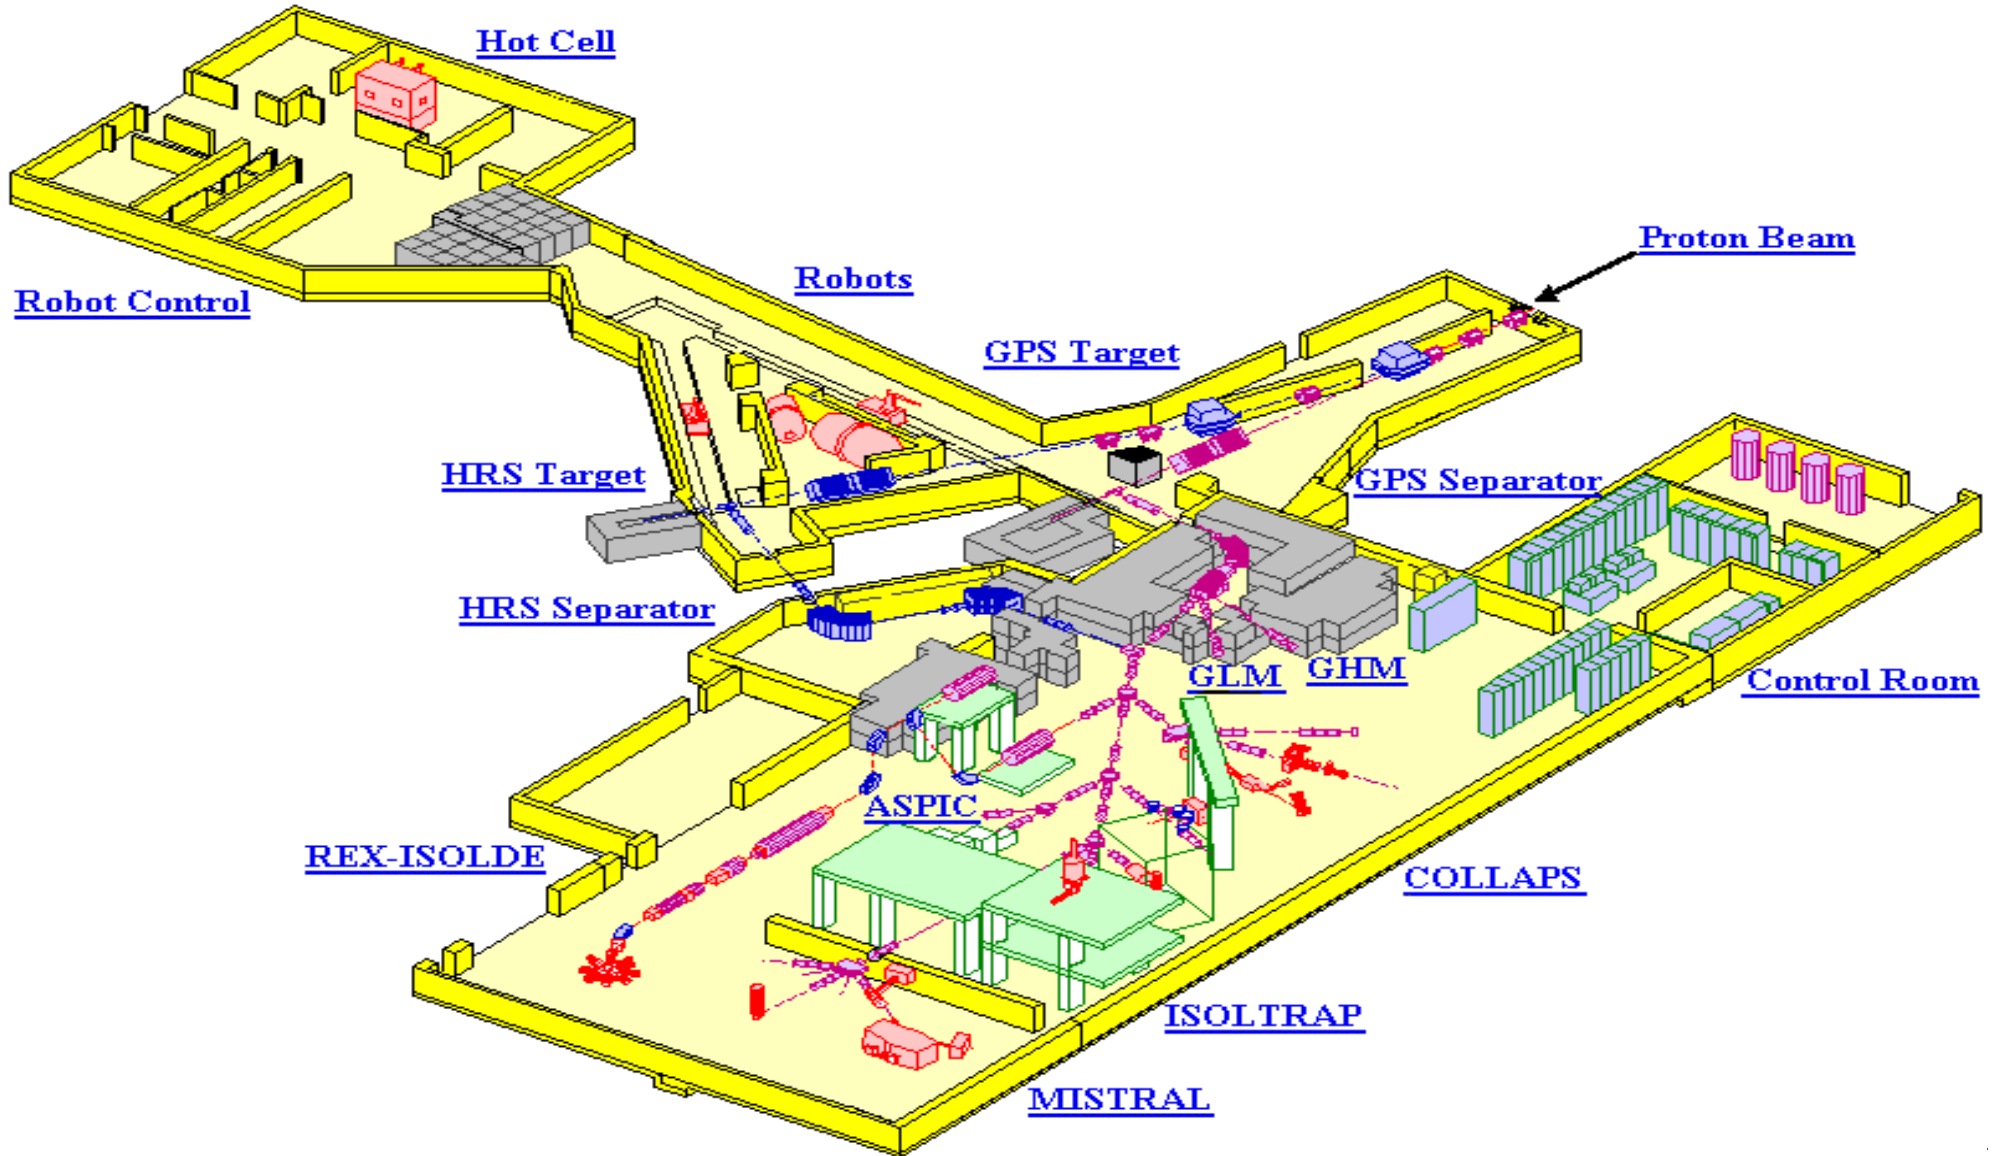 Hot Cell
Proton Beam
Robots
Robot Control
GPS Target
HRS Target
GPS Separator
HRS Separator
GLM
GHM
Control Room
ASPIC
REX-ISOLDE
COLLAPS
ISOLTRAP
MISTRAL